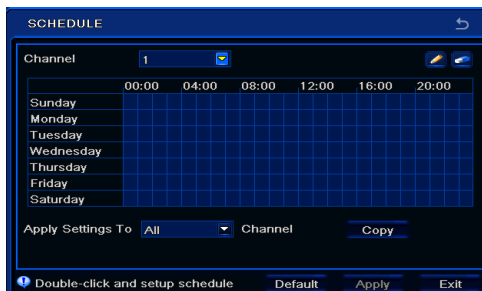 SCHEDULE
Channel 1
00:00 04:00 08:00 12:00 16:00 20:00
Sunday
Monday
Tuesday
Wednesday
Thursday
Friday
Saturday
Apply Settings To All Channel Copy
Double-click and setup schedule Default Apply Exit